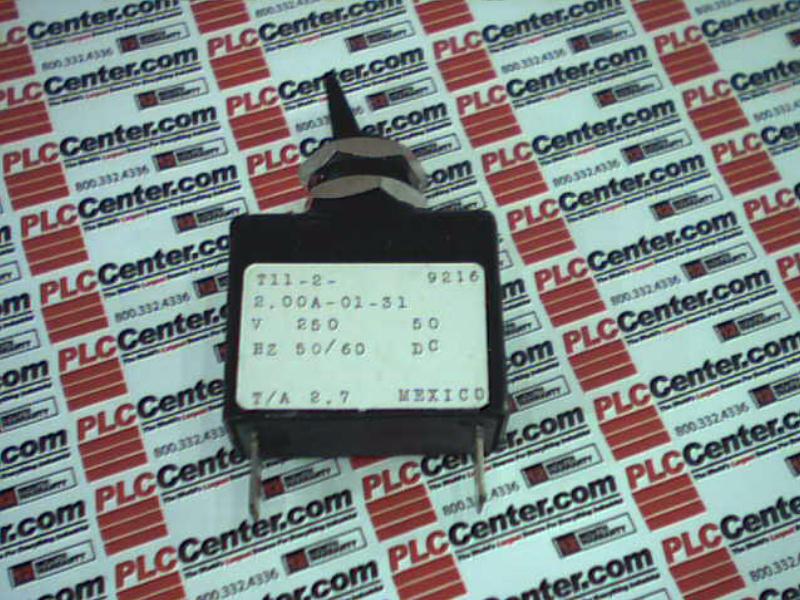 T11-2- 9216
2.00A-01-31
V 250 50
HZ 50/60 DC
T/A 2.7 MEXICO
PLCCenter.com
800.332.4336